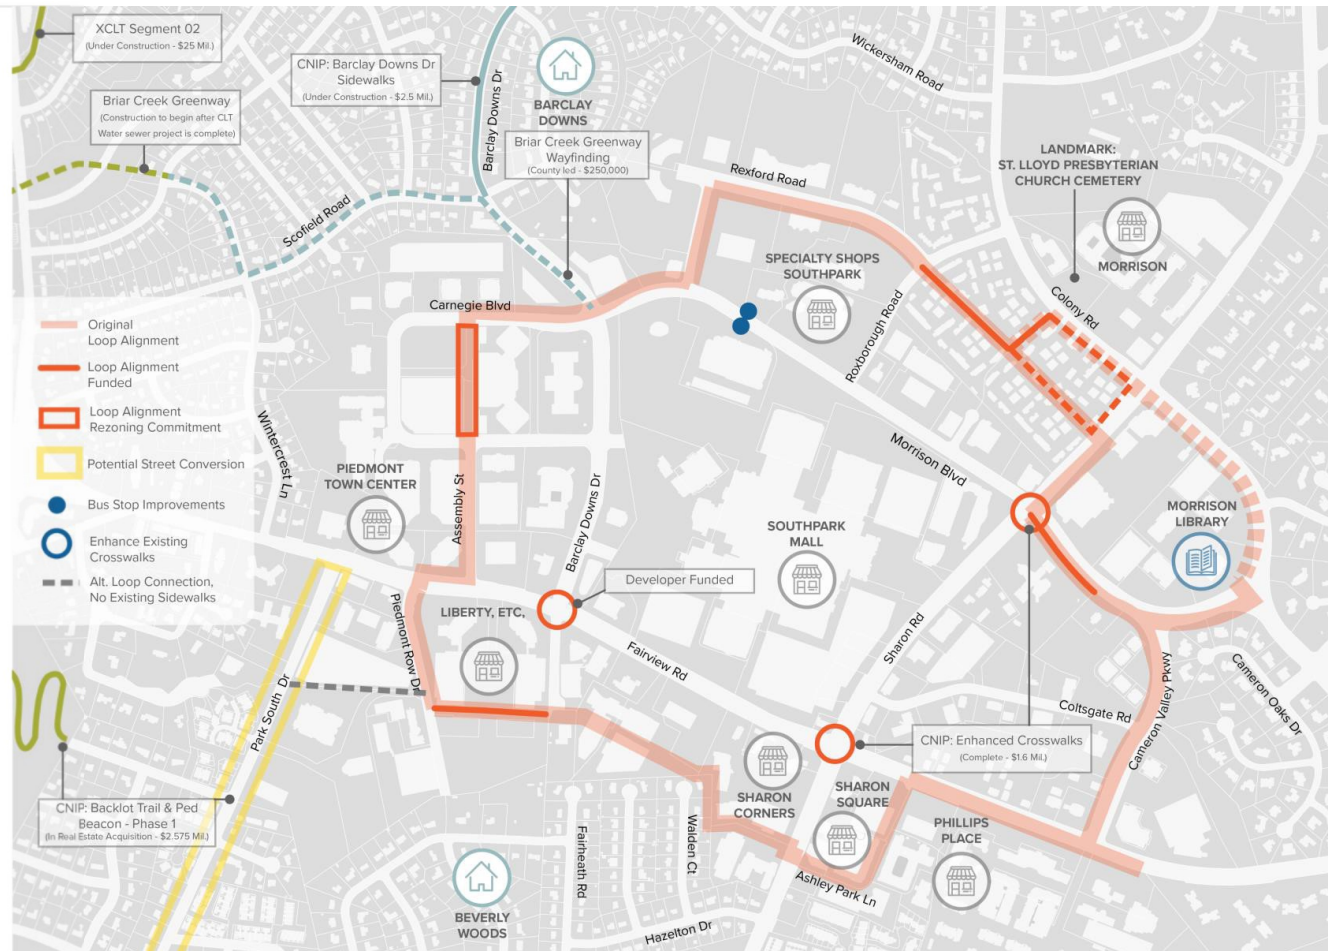 XCLT Segment 02
(Under Construction - $25 Mil.)
CNIP: Barclay Downs Dr
Sidewalks
(Under Construction - $2.5 Mil.)
Briar Creek Greenway
(Construction to begin after CLT
Water sewer project is complete)
Barclay Downs Dr
BARCLAY
DOWNS
Briar Creek Greenway
Wayfinding
(County led - $250,000)
Wickersham Road
Rexford Road
LANDMARK:
ST. LLOYD PRESBYTERIAN
CHURCH CEMETERY
MORRISON
Scofield Road
SPECIALTY SHOPS
SOUTHPARK
Colony Rd
Carnegie Blvd
Roxborough Road
Original
Loop Alignment
Loop Alignment
Funded
Loop Alignment
Rezoning Commitment
Potential Street Conversion
Bus Stop Improvements
Enhance Existing
Crosswalks
Alt. Loop Connection,
No Existing Sidewalks
Wintercrest Ln
PIEDMONT
TOWN CENTER
Assembly St
Barclay Downs Dr
Morrison Blvd
SOUTHPARK
MALL
MORRISON
LIBRARY
Developer Funded
Piedmont Row Dr
LIBERTY, ETC,
Fairview Rd
Sharon Rd
Park South Dr
Coltsgate Rd
Cameron Valley Pkwy
Cameron Oaks Dr
CNIP: Enhanced Crosswalks
(Complete - $1.6 Mil.)
CNIP: Backlot Trail & Ped
Beacon - Phase 1
(In Real Estate Acquisition - $2.575 Mil.)
SHARON
CORNERS
SHARON
SQUARE
PHILLIPS
PLACE
Fairheath Rd
Walden Ct
Ashley Park Ln
BEVERLY
WOODS
Hazelton Dr